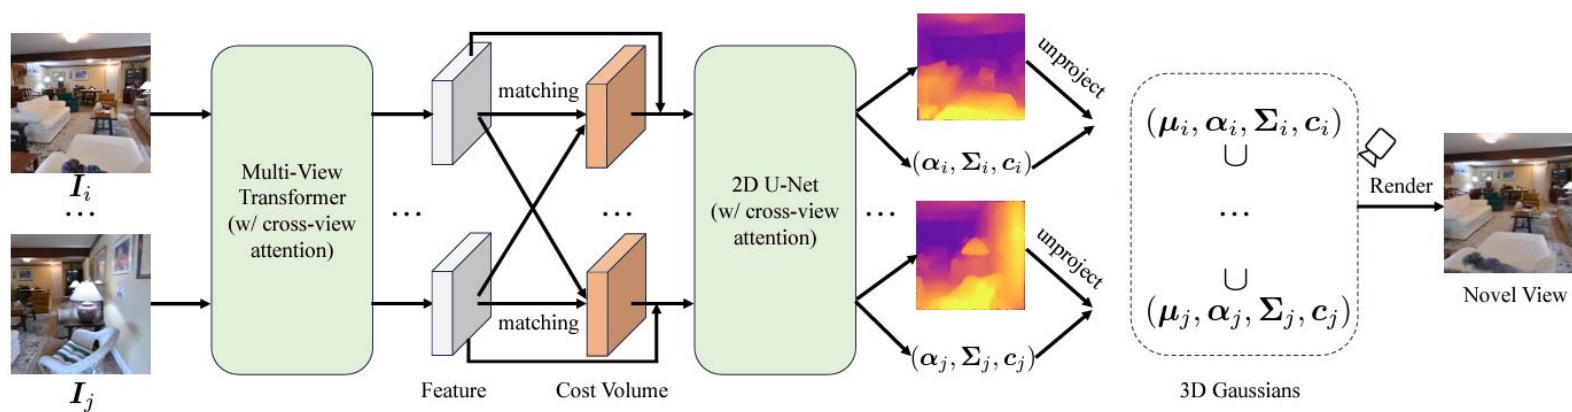 I_i
...
I_j
Multi-View
Transformer
(w/ cross-view
attention)
matching
...
...
matching
Feature
Cost Volume
2D U-Net
(w/ cross-view
attention)
unproject
(α_i, Σ_i, c_i)
...
unproject
(α_j, Σ_j, c_j)
(μ_i, α_i, Σ_i, c_i)
∪
...
∪
(μ_j, α_j, Σ_j, c_j)
3D Gaussians
Render
Novel View